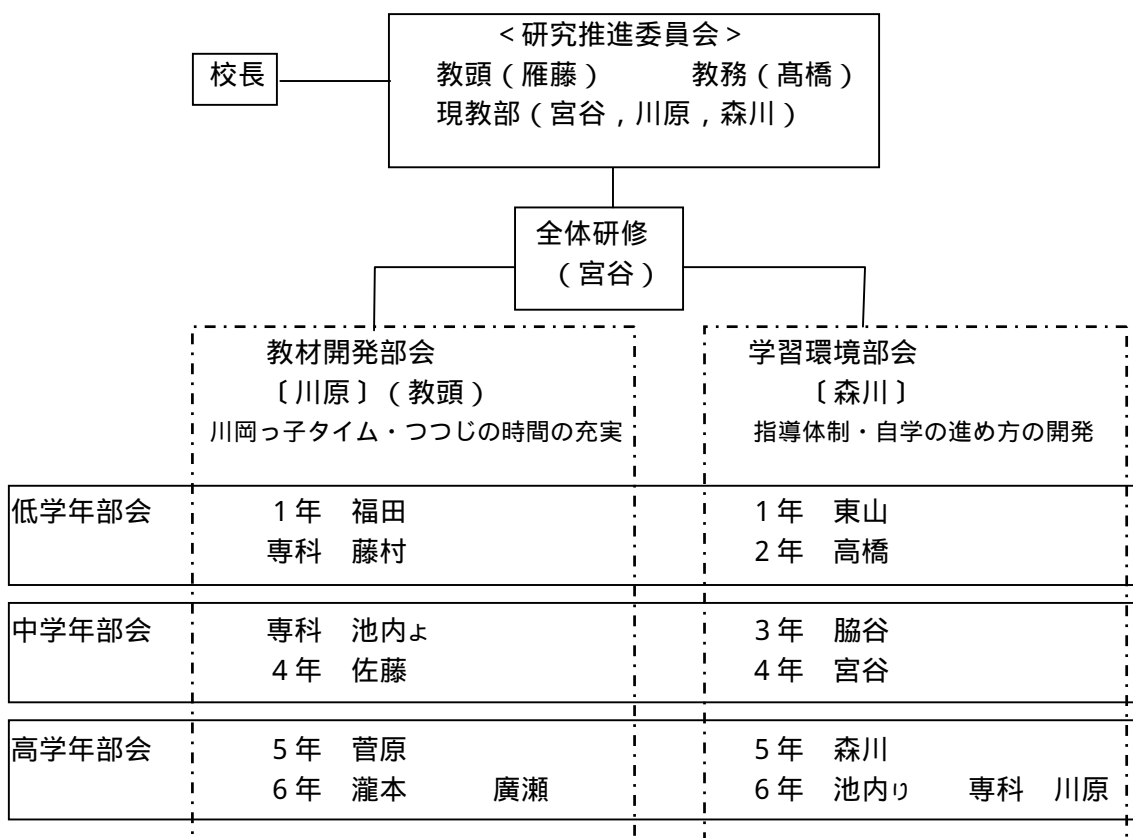 ＜研究推進委員会＞
校長
教頭（雁藤）　　教務（髙橋）
現教部（宮谷，川原，森川）
全体研修
（宮谷）
教材開発部会
〔川原〕（教頭）
川岡っ子タイム・つつじの時間の充実
学習環境部会
〔森川〕
指導体制・自学の進め方の開発
低学年部会　1年　福田　　1年　東山
専科　藤村　　2年　高橋
中学年部会　専科　池内よ　　3年　脇谷
4年　佐藤　　4年　宮谷
高学年部会　5年　菅原　　5年　森川
6年　瀧本　　廣瀬　　6年　池内り　　専科　川原